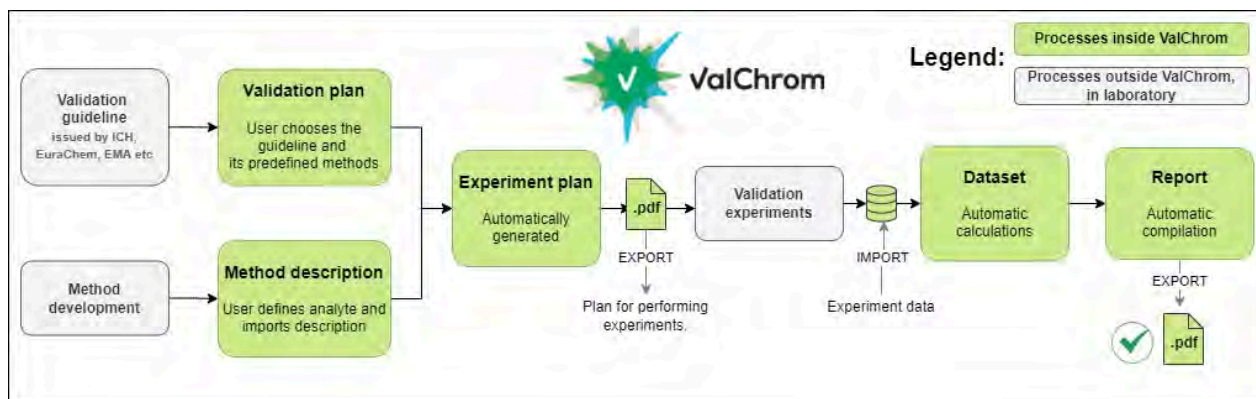 Validation
guideline
issued by ICH,
EuraChem, EMA etc
Validation plan
User chooses the
guideline and
its predefined methods
Method
development
Method description
User defines analyte and
imports description
Experiment plan
Automatically
generated
.pdf
EXPORT
Plan for performing
experiments.
V
ValChrom
Validation
experiments
IMPORT
Experiment data
Dataset
Automatic
calculations
Report
Automatic
compilation
EXPORT
.pdf
Legend:
Processes inside ValChrom
Processes outside ValChrom,
in laboratory